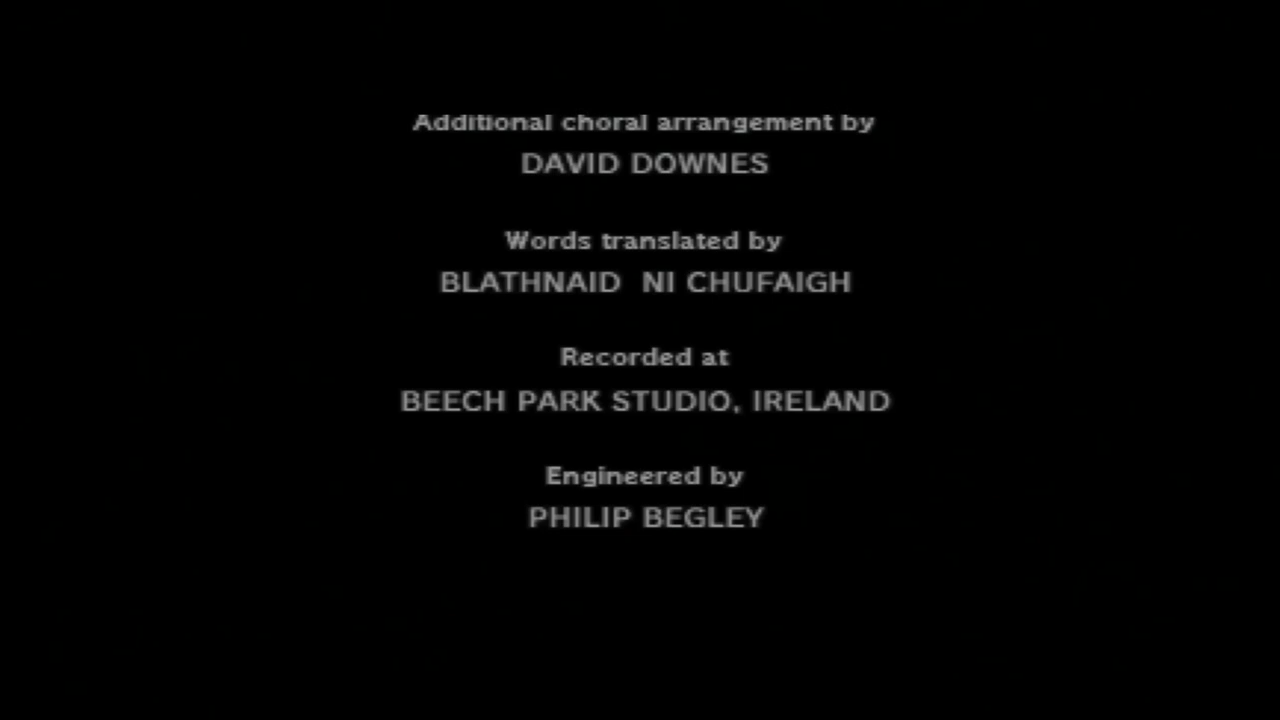 Additional choral arrangement by
DAVID DOWNES
Words translated by
BLATHNAID NI CHUFAIGH
Recorded at
BEECH PARK STUDIO, IRELAND
Engineered by
PHILIP BEGLEY